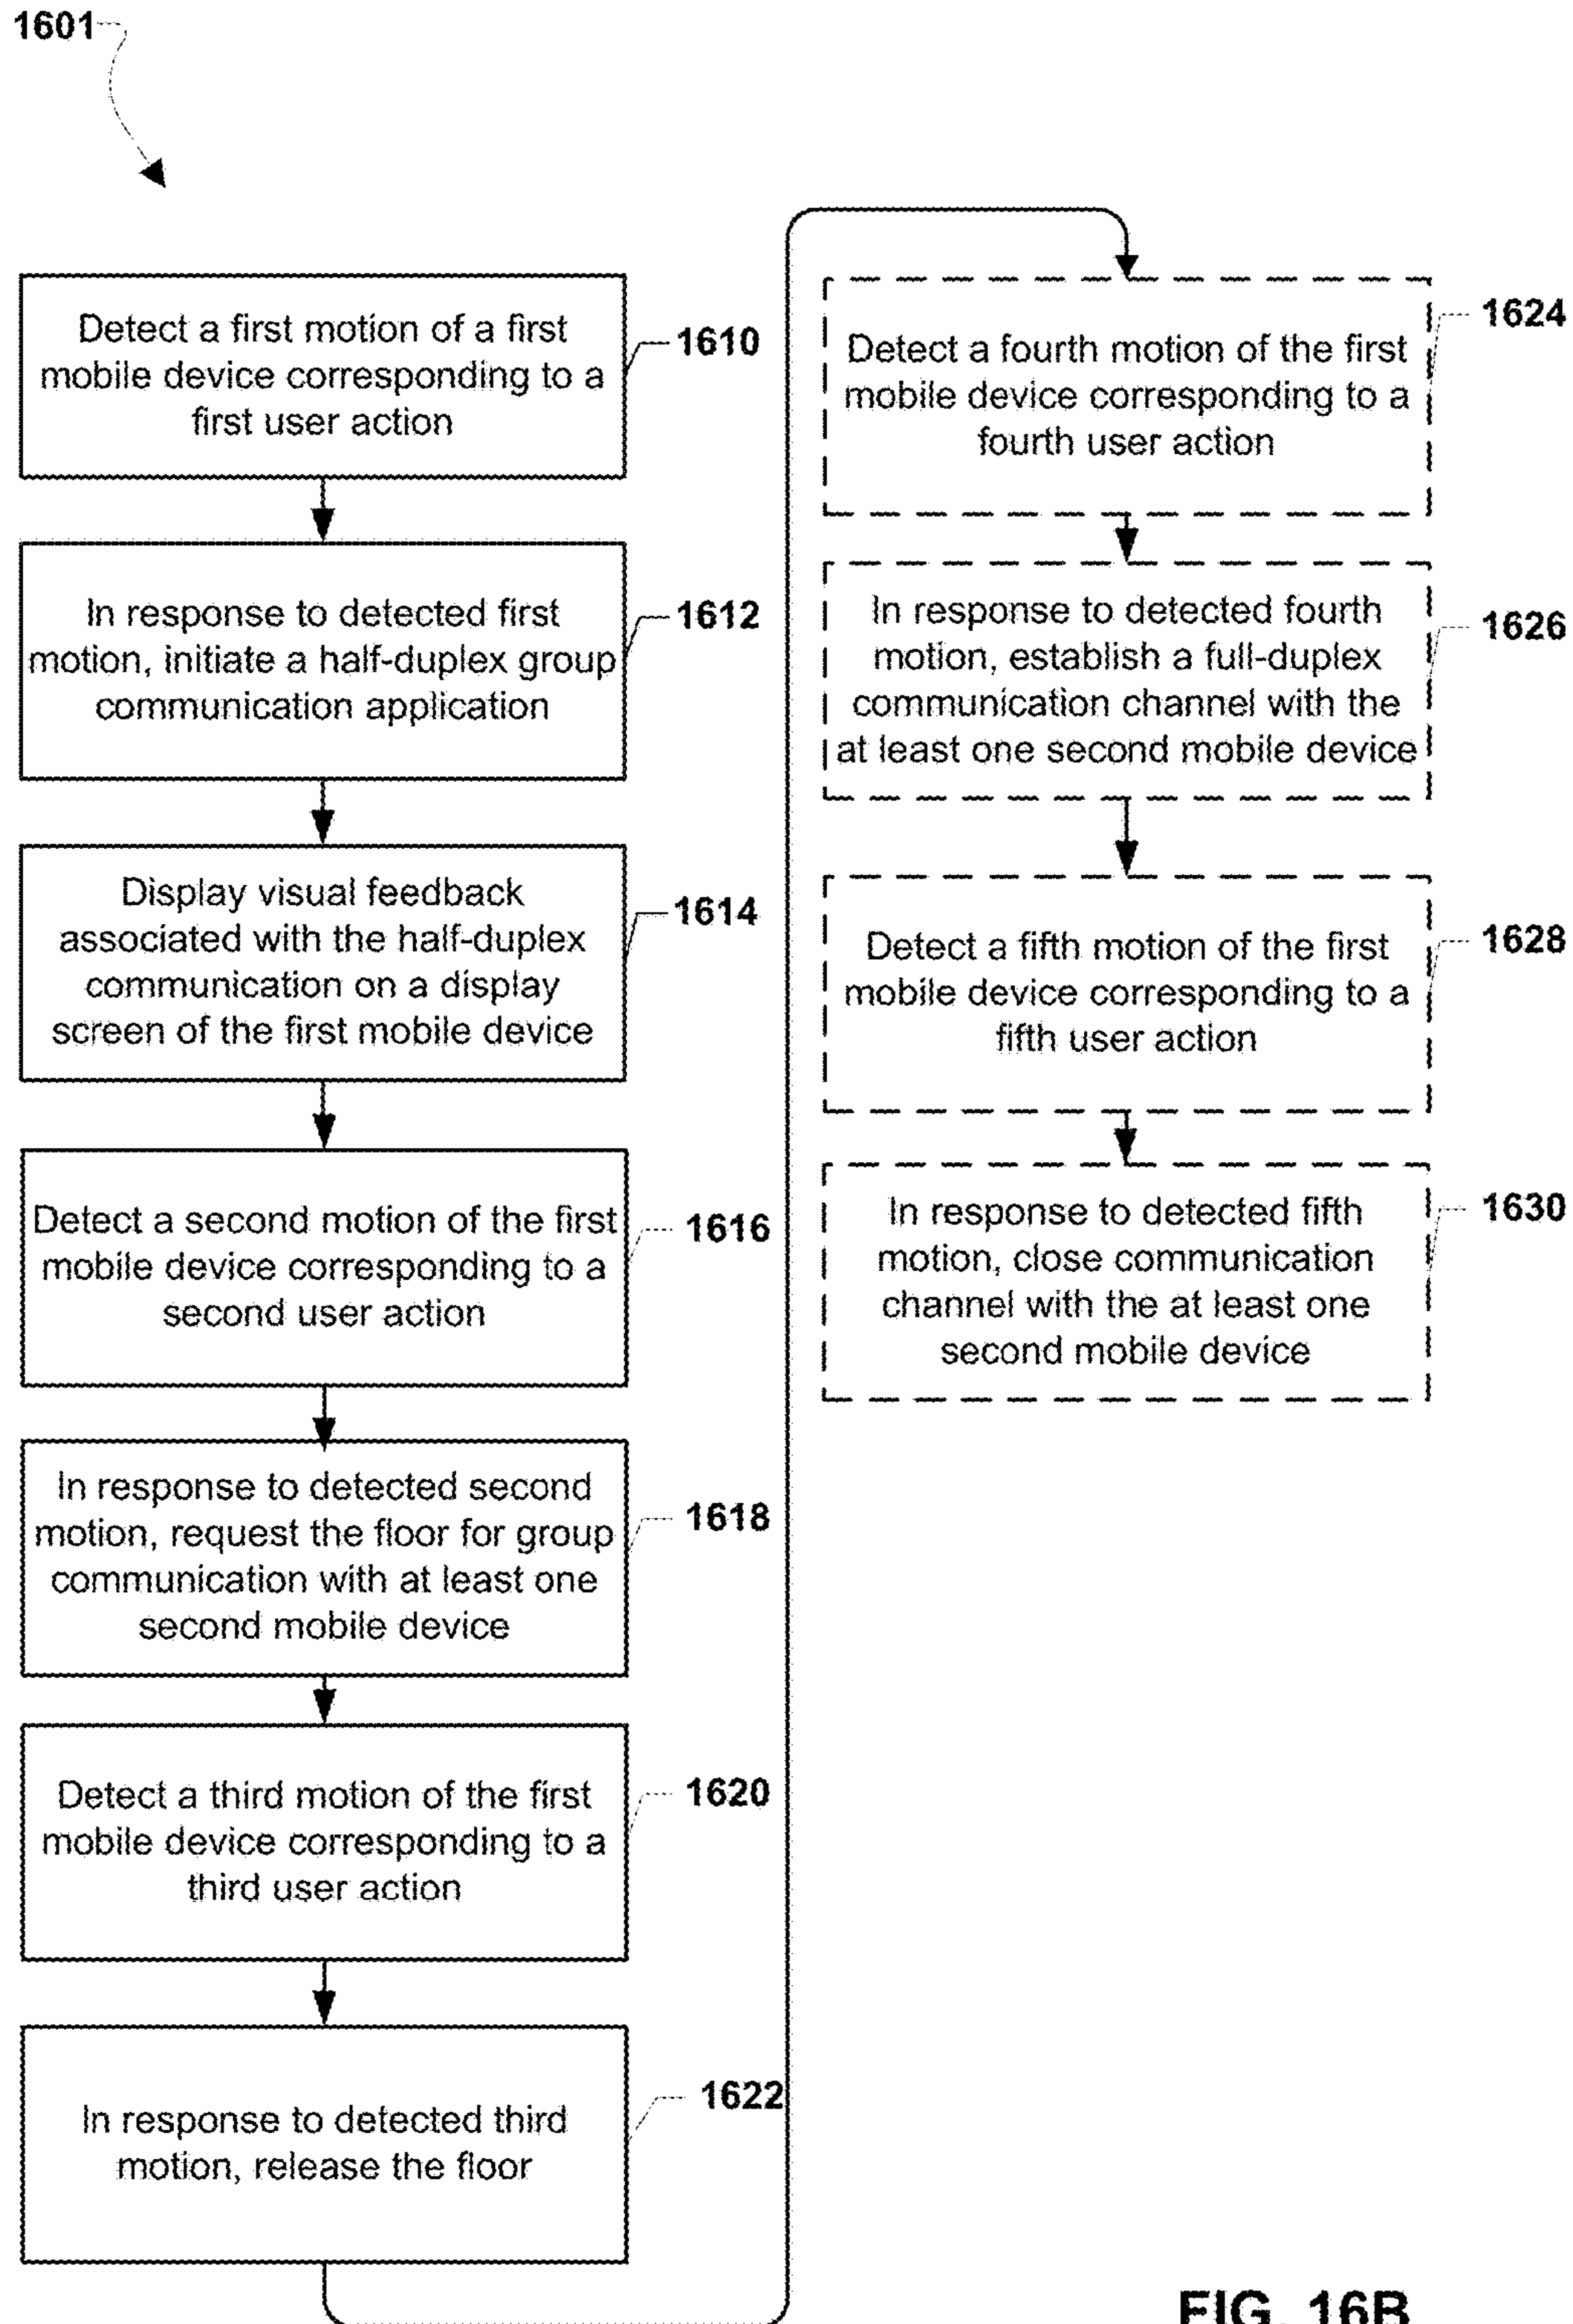 1601
Detect a first motion of a first
mobile device corresponding to a
first user action
1610
In response to detected first
motion, initiate a half-duplex group
communication application
1612
Display visual feedback
associated with the half-duplex
communication on a display
screen of the first mobile device
1614
Detect a second motion of the first
mobile device corresponding to a
second user action
1616
In response to detected second
motion, request the floor for group
communication with at least one
second mobile device
1618
Detect a third motion of the first
mobile device corresponding to a
third user action
1620
In response to detected third
motion, release the floor
1622
Detect a fourth motion of the first
mobile device corresponding to a
fourth user action
1624
In response to detected fourth
motion, establish a full-duplex
communication channel with the
at least one second mobile device
1626
Detect a fifth motion of the first
mobile device corresponding to a
fifth user action
1628
In response to detected fifth
motion, close communication
channel with the at least one
second mobile device
1630
FIG. 16B